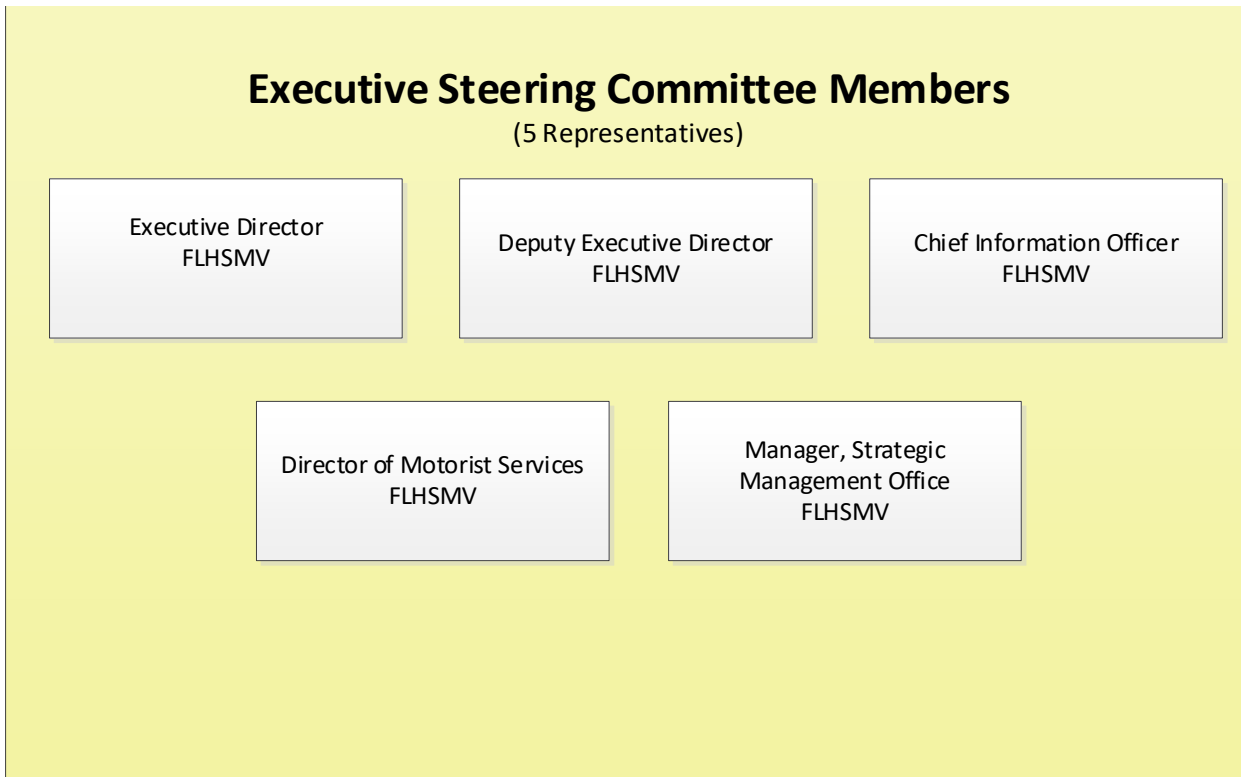 Executive Steering Committee Members
(5 Representatives)
Executive Director
FLHSMV
Deputy Executive Director
FLHSMV
Chief Information Officer
FLHSMV
Director of Motorist Services
FLHSMV
Manager, Strategic
Management Office
FLHSMV